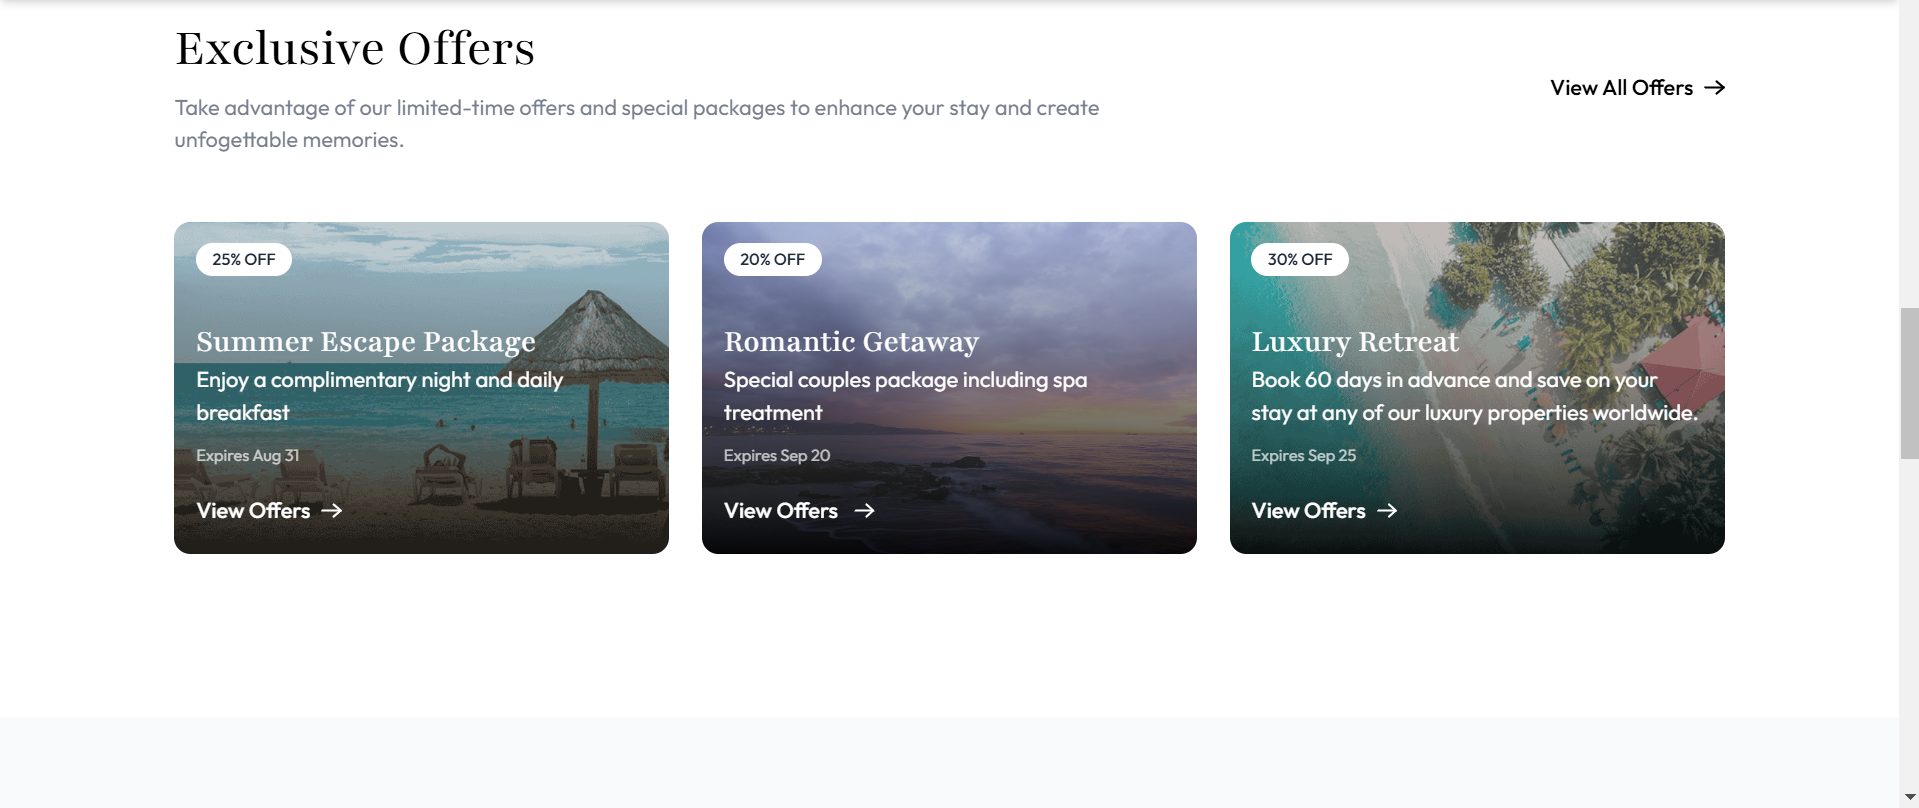 Exclusive Offers
Take advantage of our limited-time offers and special packages to enhance your stay and create
unfogettable memories.
View All Offers
25% OFF
Summer Escape Package
Enjoy a complimentary night and daily
breakfast
Expires Aug 31
View Offers
20% OFF
Romantic Getaway
Special couples package including spa
treatment
Expires Sep 20
View Offers
30% OFF
Luxury Retreat
Book 60 days in advance and save on your
stay at any of our luxury properties worldwide.
Expires Sep 25
View Offers